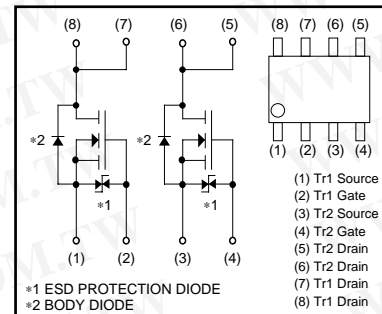 (8) (7) (6) (5)
(8) (7) (6) (5)
*2 *2
*1 *1
(1) (2) (3) (4)
(1) (2) (3) (4)
(1) Tr1 Source
(2) Tr1 Gate
(3) Tr2 Source
(4) Tr2 Gate
(5) Tr2 Drain
(6) Tr2 Drain
(7) Tr1 Drain
(8) Tr1 Drain
*1 ESD PROTECTION DIODE
*2 BODY DIODE